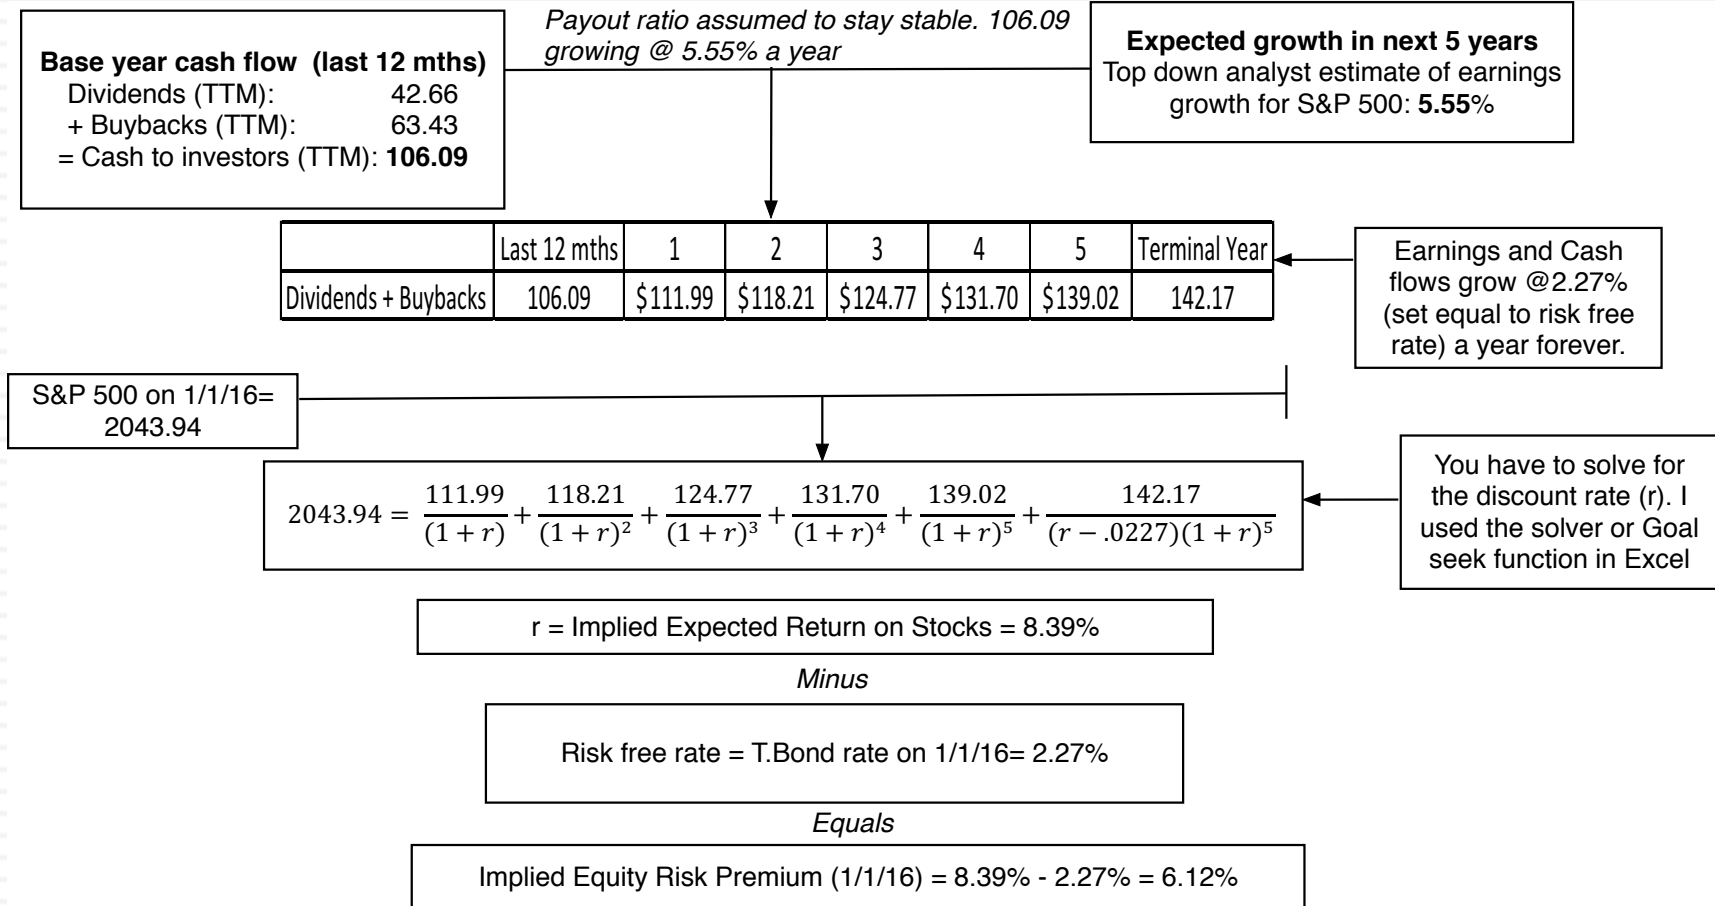 Payout ratio assumed to stay stable. 106.09
growing @ 5.55% a year
Base year cash flow (last 12 mths)
Dividends (TTM): 42.66
+ Buybacks (TTM): 63.43
= Cash to investors (TTM): 106.09
Expected growth in next 5 years
Top down analyst estimate of earnings
growth for S&P 500: 5.55%
Last 12 mths 1 2 3 4 5 Terminal Year
Dividends + Buybacks 106.09 $111.99 $118.21 $124.77 $131.70 $139.02 142.17
Earnings and Cash
flows grow @2.27%
(set equal to risk free
rate) a year forever.
S&P 500 on 1/1/16=
2043.94
2043.94 = 111.99/(1 + r) + 118.21/(1 + r)² + 124.77/(1 + r)³ + 131.70/(1 + r)⁴ + 139.02/(1 + r)⁵ + 142.17/(r − .0227)(1 + r)⁵
You have to solve for
the discount rate (r). I
used the solver or Goal
seek function in Excel
r = Implied Expected Return on Stocks = 8.39%
Minus
Risk free rate = T.Bond rate on 1/1/16= 2.27%
Equals
Implied Equity Risk Premium (1/1/16) = 8.39% - 2.27% = 6.12%